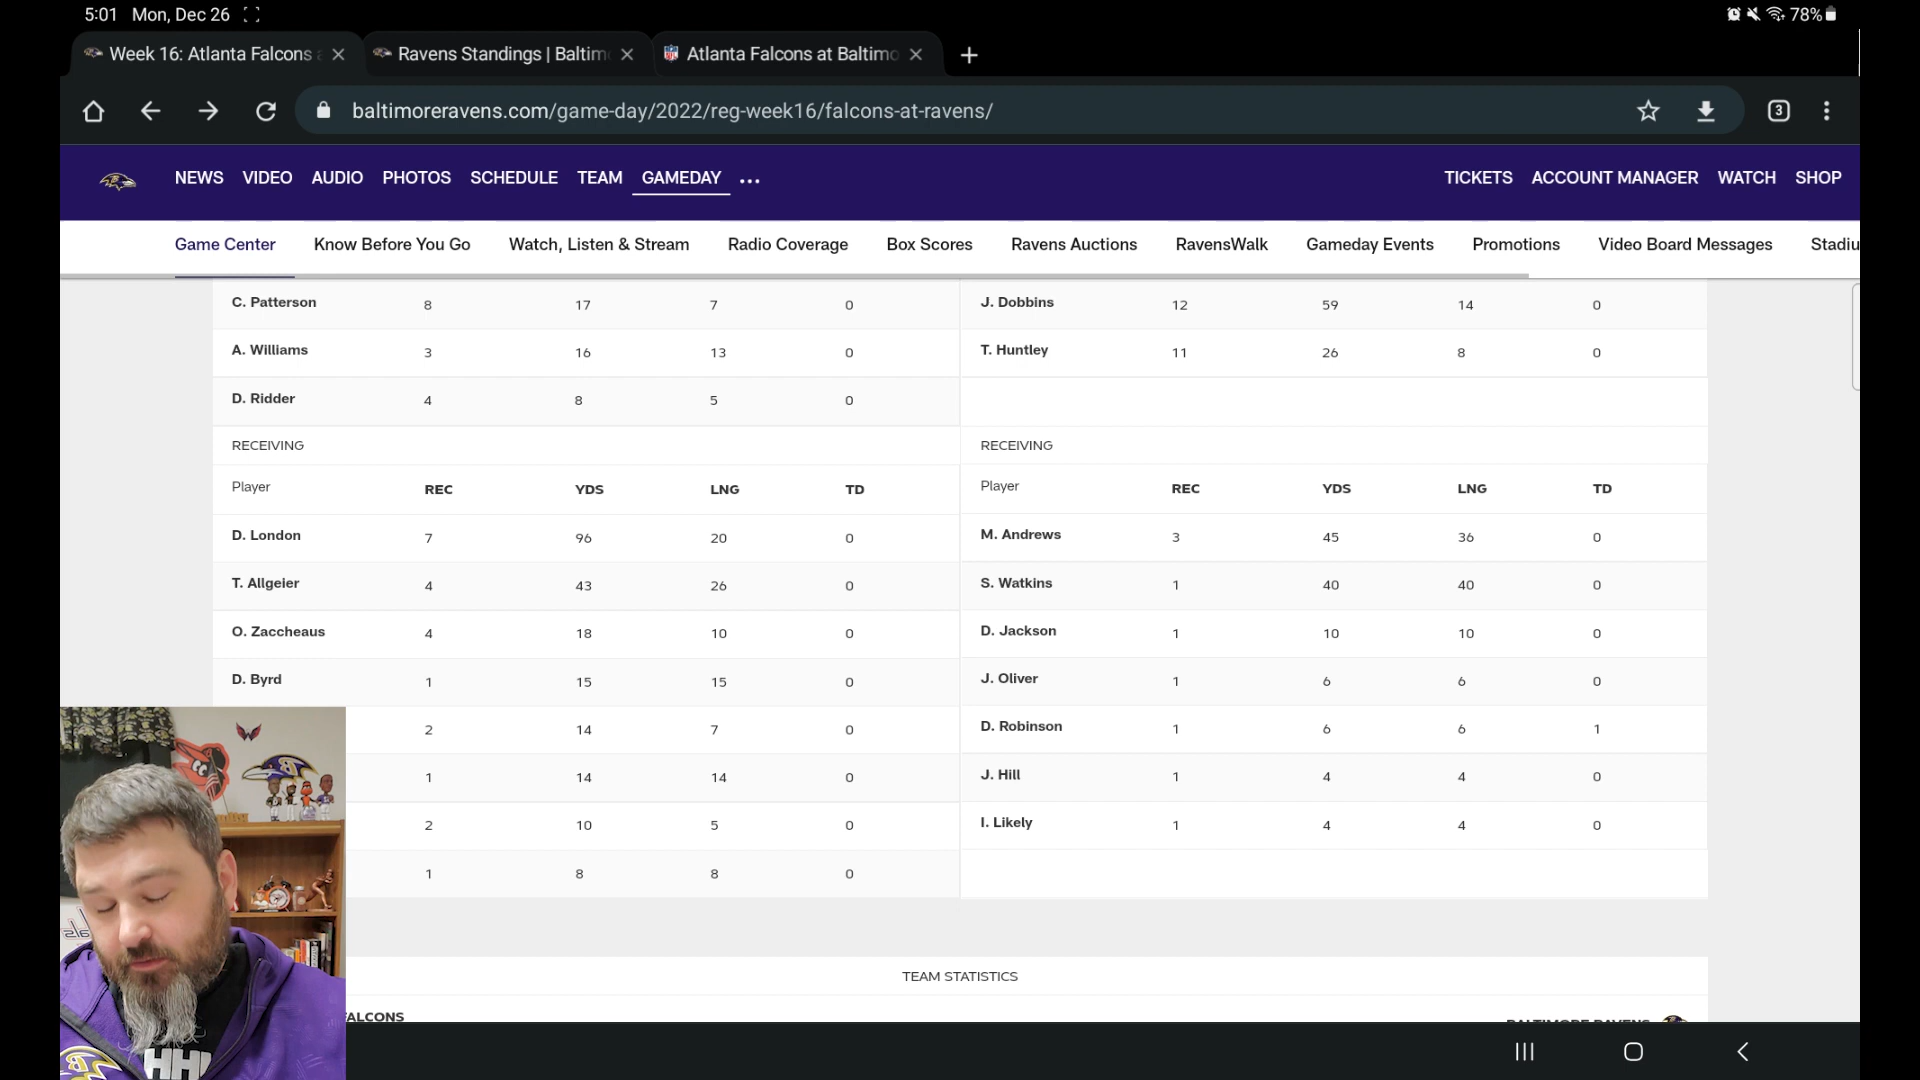 5:01 Mon, Dec 26 78%
Week 16: Atlanta Falcons Ravens Standings | Baltim Atlanta Falcons at Baltimo
baltimoreravens.com/game-day/2022/reg-week16/falcons-at-ravens/ 3
NEWS VIDEO AUDIO PHOTOS SCHEDULE TEAM GAMEDAY ... TICKETS ACCOUNT MANAGER WATCH SHOP
Game Center Know Before You Go Watch, Listen & Stream Radio Coverage Box Scores Ravens Auctions RavensWalk Gameday Events Promotions Video Board Messages Stadiu
C. Patterson 8 17 7 0 J. Dobbins 12 59 14 0
A. Williams 3 16 13 0 T. Huntley 11 26 8 0
D. Ridder 4 8 5 0
RECEIVING RECEIVING
Player REC YDS LNG TD Player REC YDS LNG TD
D. London 7 96 20 0 M. Andrews 3 45 36 0
T. Allgeier 4 43 26 0 S. Watkins 1 40 40 0
O. Zaccheaus 4 18 10 0 D. Jackson 1 10 10 0
D. Byrd 1 15 15 0 J. Oliver 1 6 6 0
2 14 7 0 D. Robinson 1 6 6 1
1 14 14 0 J. Hill 1 4 4 0
2 10 5 0 I. Likely 1 4 4 0
1 8 8 0
TEAM STATISTICS
FALCONS BALTIMORE RAVENS